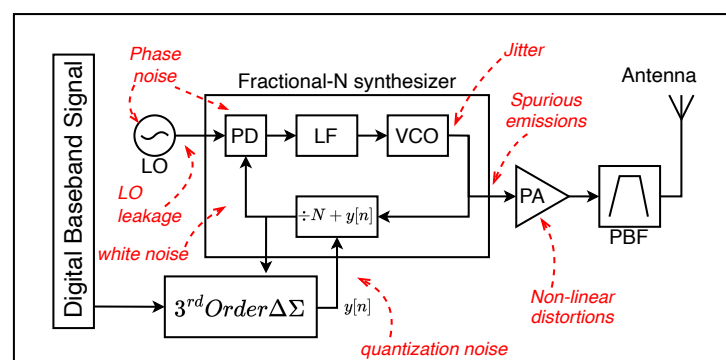 Digital Baseband Signal
Phase
noise
Fractional-N synthesizer
Jitter
Spurious
emissions
Antenna
LO
PD
LF
VCO
LO
leakage
÷N + y[n]
PA
PBF
white noise
3rd Order ΔΣ
y[n]
Non-linear
distortions
quantization noise